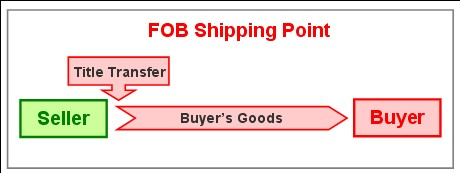 FOB Shipping Point
Title Transfer
Seller
Buyer's Goods
Buyer